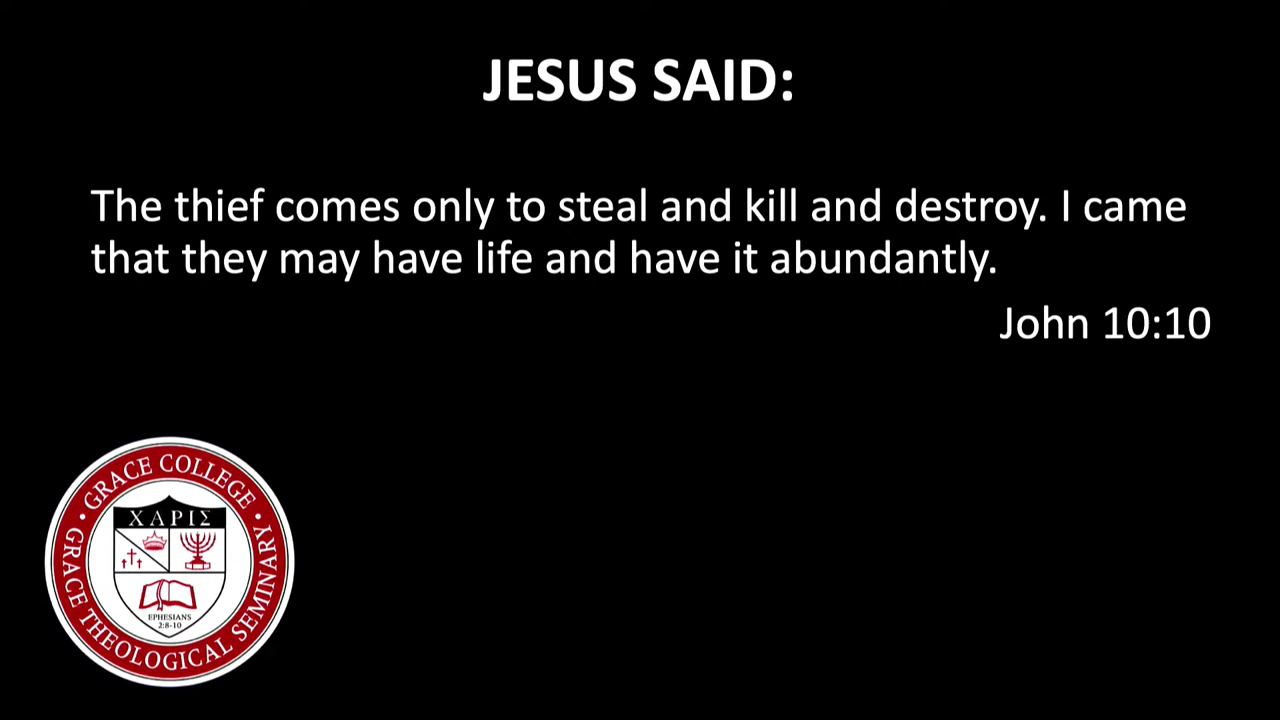 JESUS SAID:
The thief comes only to steal and kill and destroy. I came
that they may have life and have it abundantly.
John 10:10
· GRACE COLLEGE ·
GRACE THEOLOGICAL SEMINARY
ΧΑΡΙΣ
EPHESIANS
2:8-10